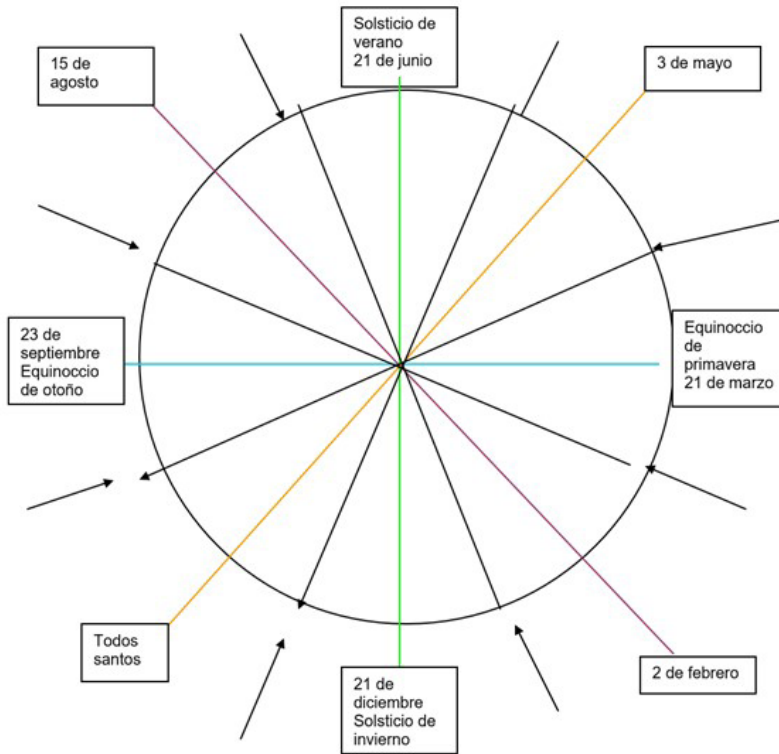 Solsticio de
verano
21 de junio
15 de
agosto
3 de mayo
23 de
septiembre
Equinoccio
de otoño
Equinoccio
de
primavera
21 de marzo
Todos
santos
21 de
diciembre
Solsticio de
invierno
2 de febrero